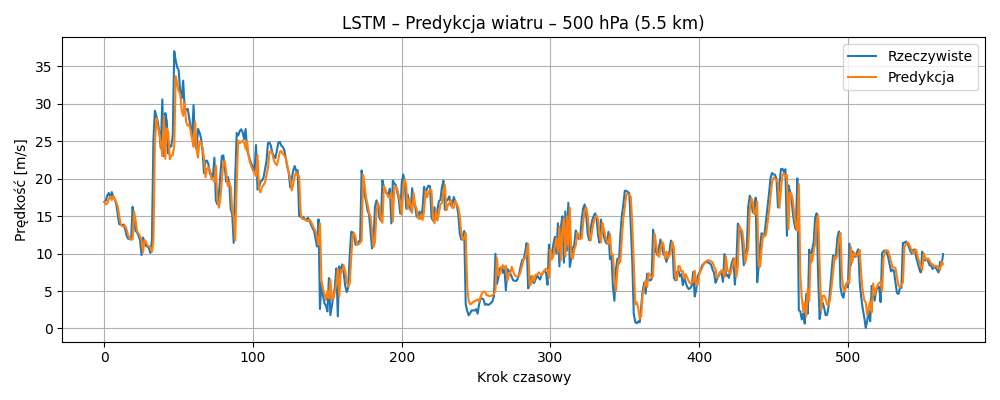 LSTM – Predykcja wiatru – 500 hPa (5.5 km)
Rzeczywiste
Predykcja
Prędkość [m/s]
35
30
25
20
15
10
5
0
0 100 200 300 400 500
Krok czasowy